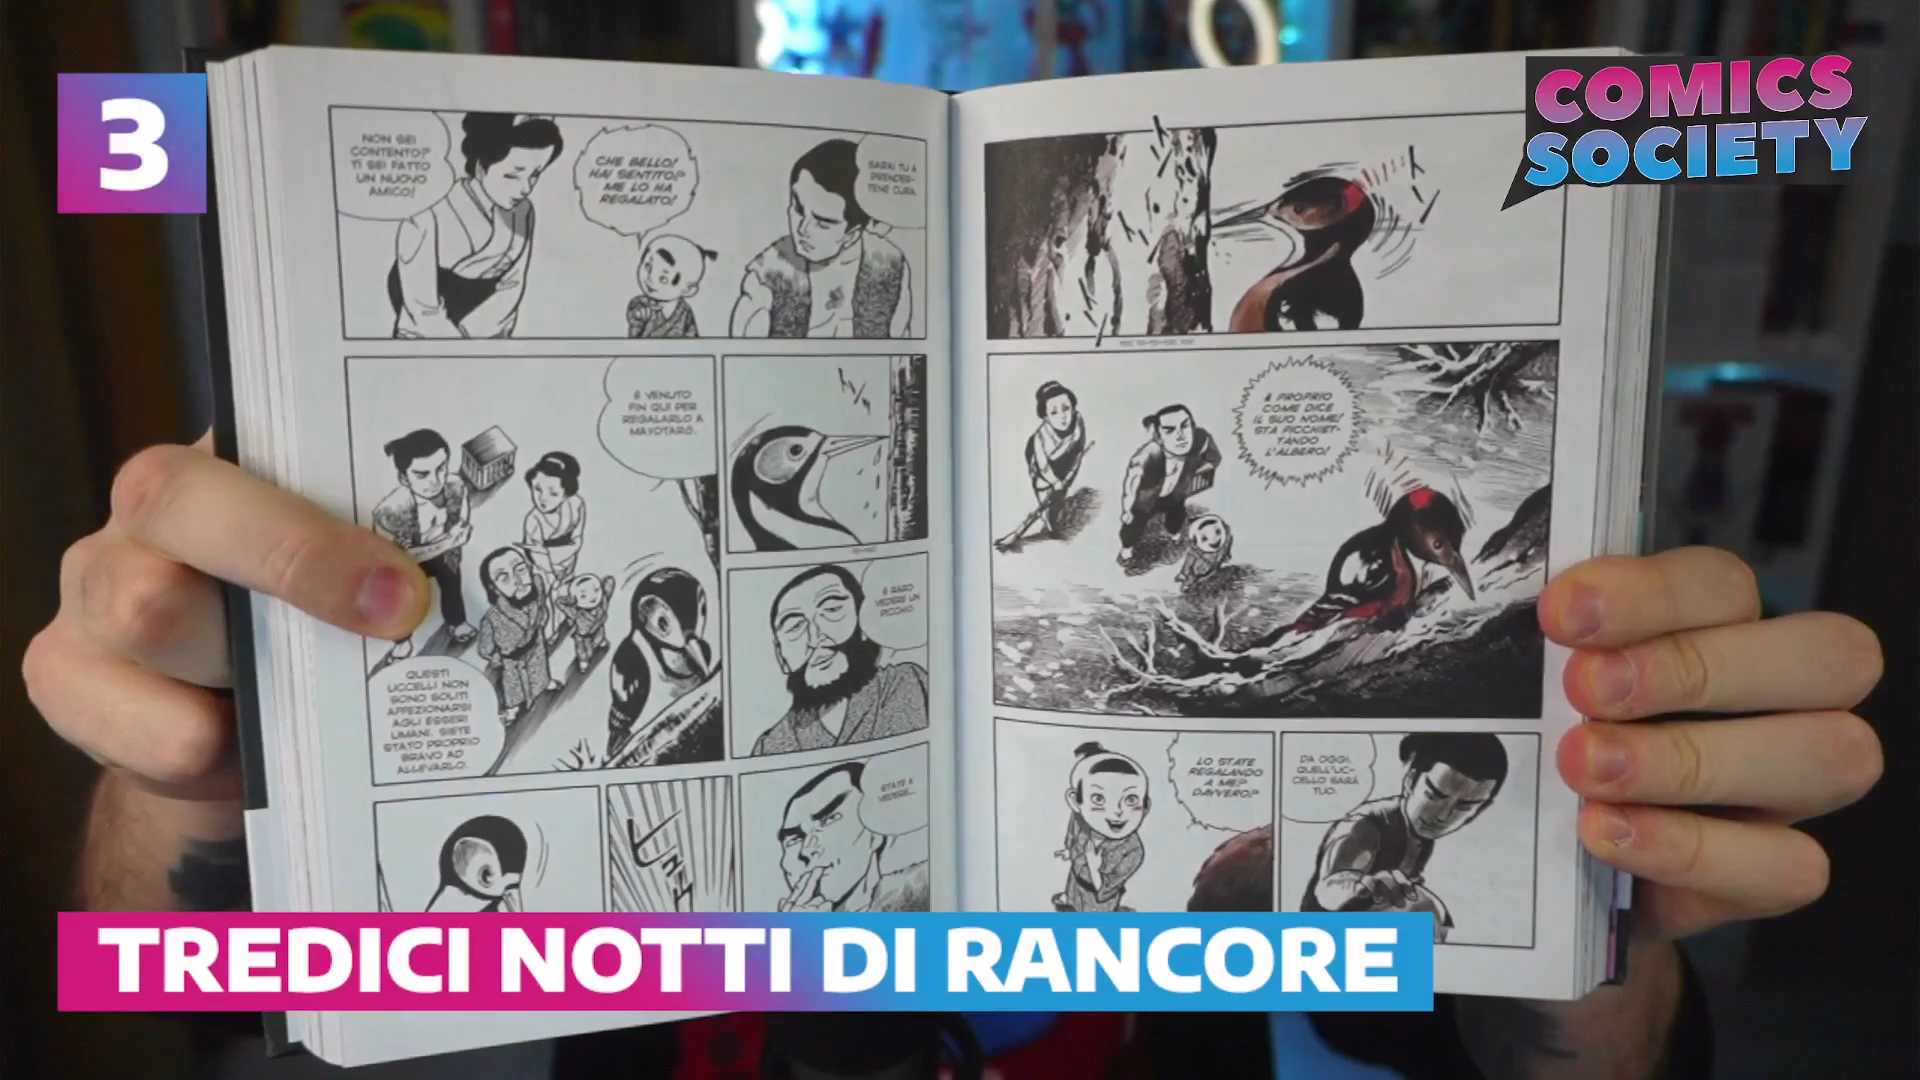 3
COMICS
SOCIETY
NON SEI
CONTENTO?
TI SEI FATTO
UN NUOVO
AMICO!
CHE BELLO!
HAI SENTITO?
ME LO HA
REGALATO!
SARAI TU A
PRENDER-
TENE CURA.
È VENUTO
FIN QUI PER
REGALARLO A
MAYOTARO.
È RARO
VEDERE UN
PICCHIO.
QUESTI
UCCELLI NON
SONO SOLITI
AFFEZIONARSI
AGLI ESSERI
UMANI. SIETE
STATO PROPRIO
BRAVO AD
ALLEVARLO.
STATE A
VEDERE...
È PROPRIO
COME DICE
IL SUO NOME!
STA PICCHIET-
TANDO
L'ALBERO!
LO STATE
REGALANDO
A ME?
DAVVERO?
DA OGGI,
QUELL'UC-
CELLO SARÀ
TUO.
TREDICI NOTTI DI RANCORE